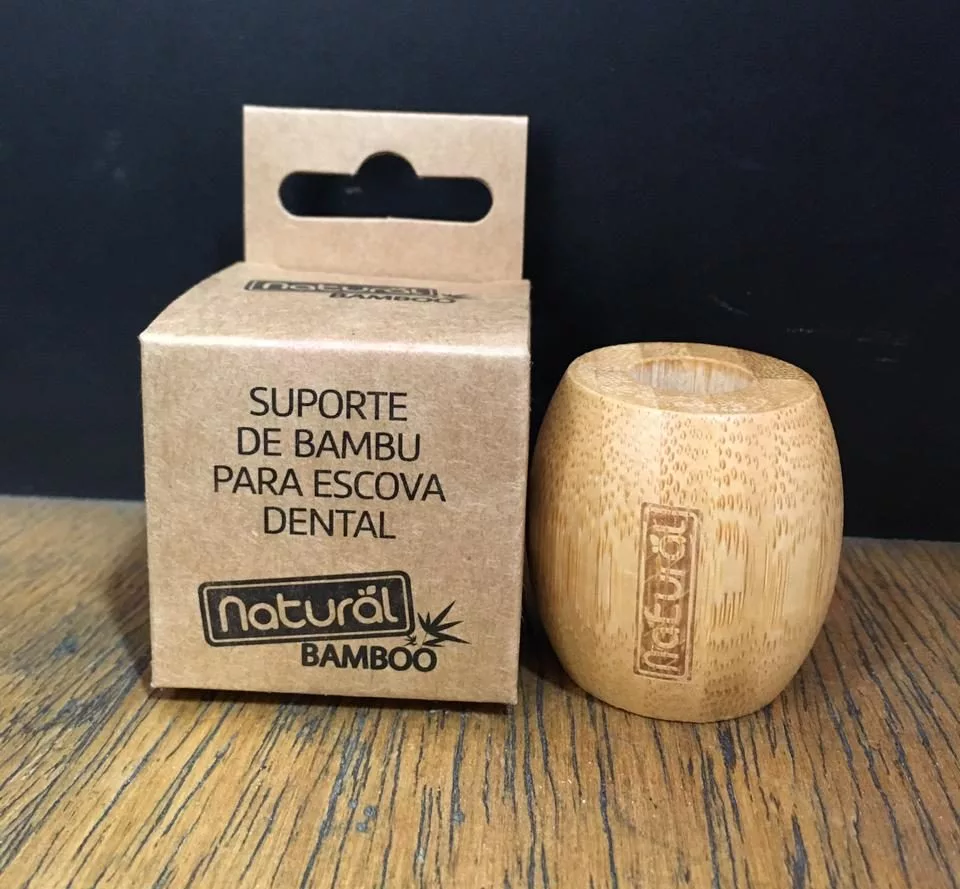 naturäl
BAMBOO
SUPORTE
DE BAMBU
PARA ESCOVA
DENTAL
naturäl
BAMBOO
naturäl